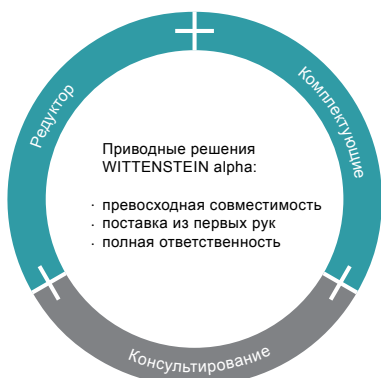 Редуктор
Комплектующие
Приводные решения
WITTENSTEIN alpha:
· превосходная совместимость
· поставка из первых рук
· полная ответственность
Консультирование